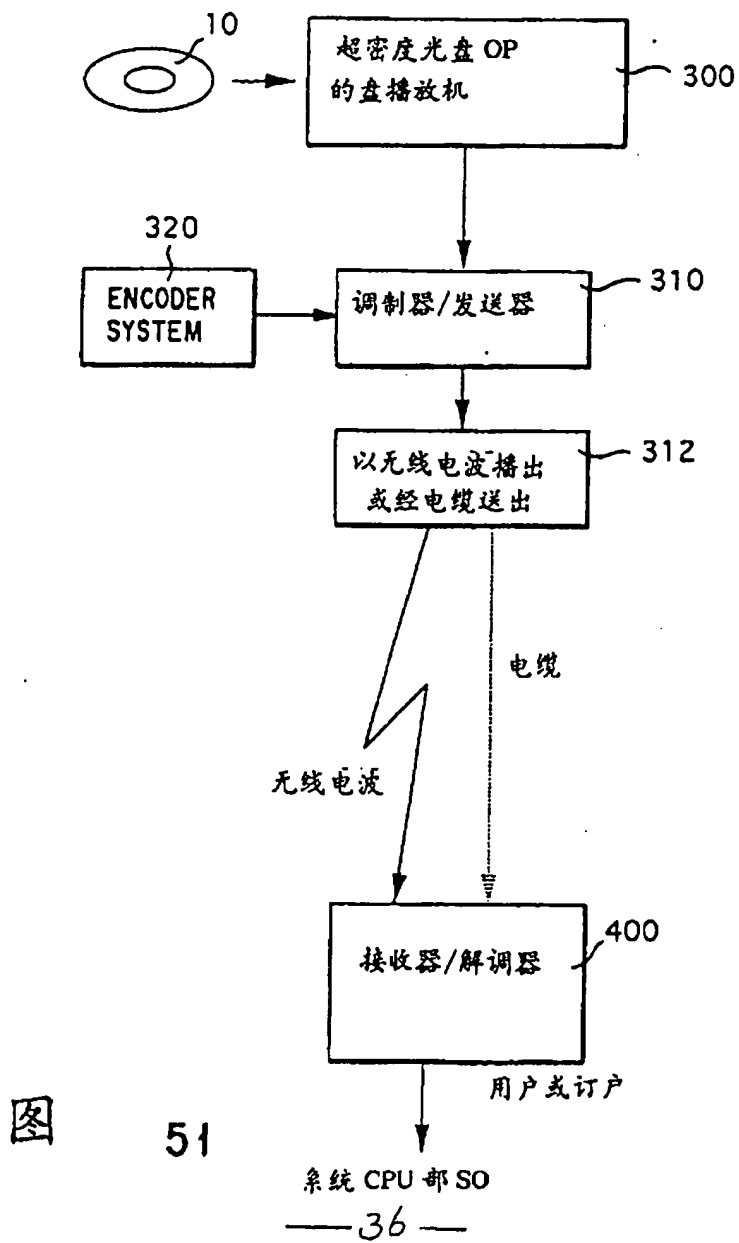 10
超密度光盘 OP
的盘播放机
300
320
ENCODER
SYSTEM
调制器/发送器
310
以无线电波播出
或经电缆送出
312
电缆
无线电波
400
接收器/解调器
用户或订户
图 51
系统 CPU 部 SO
36